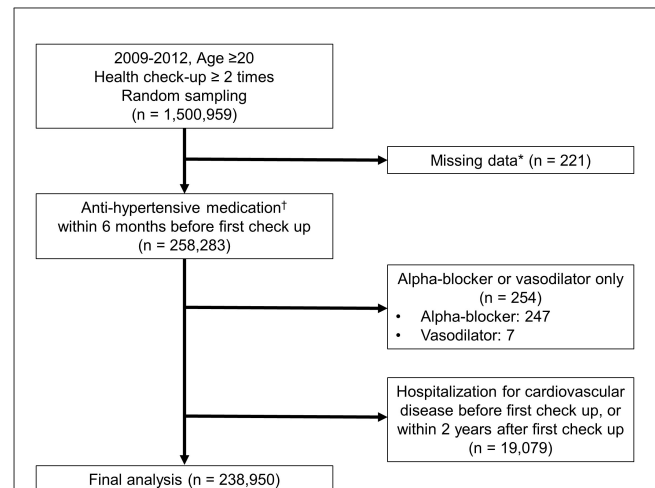 2009-2012, Age ≥20
Health check-up ≥ 2 times
Random sampling
(n = 1,500,959)
Missing data* (n = 221)
Anti-hypertensive medication†
within 6 months before first check up
(n = 258,283)
Alpha-blocker or vasodilator only
(n = 254)
• Alpha-blocker: 247
• Vasodilator: 7
Hospitalization for cardiovascular
disease before first check up, or
within 2 years after first check up
(n = 19,079)
Final analysis (n = 238,950)